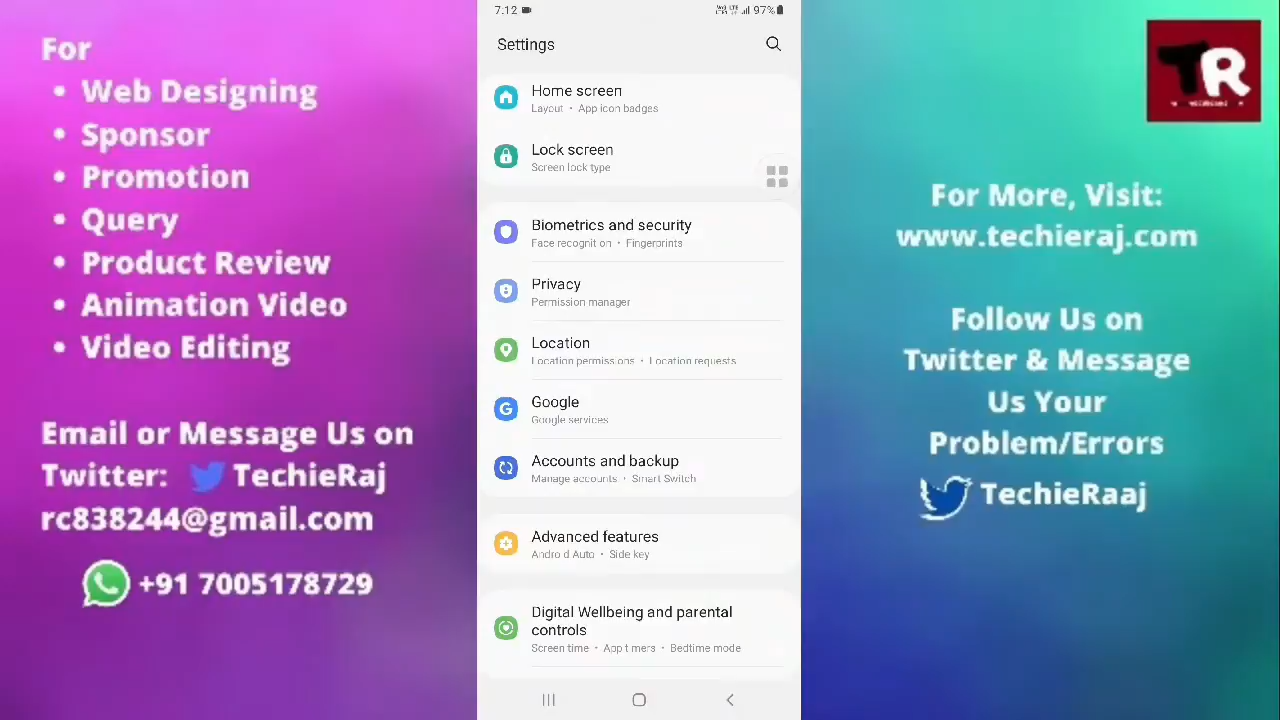 For
• Web Designing
• Sponsor
• Promotion
• Query
• Product Review
• Animation Video
• Video Editing
Email or Message Us on
Twitter: TechieRaj
rc838244@gmail.com
+91 7005178729
7:12
97%
Settings
Home screen
Layout • App icon badges
Lock screen
Screen lock type
Biometrics and security
Face recognition • Fingerprints
Privacy
Permission manager
Location
Location permissions • Location requests
Google
Google services
Accounts and backup
Manage accounts • Smart Switch
Advanced features
Android Auto • Side key
Digital Wellbeing and parental
controls
Screen time • App timers • Bedtime mode
TR
For More, Visit:
www.techieraj.com
Follow Us on
Twitter & Message
Us Your
Problem/Errors
TechieRaaj